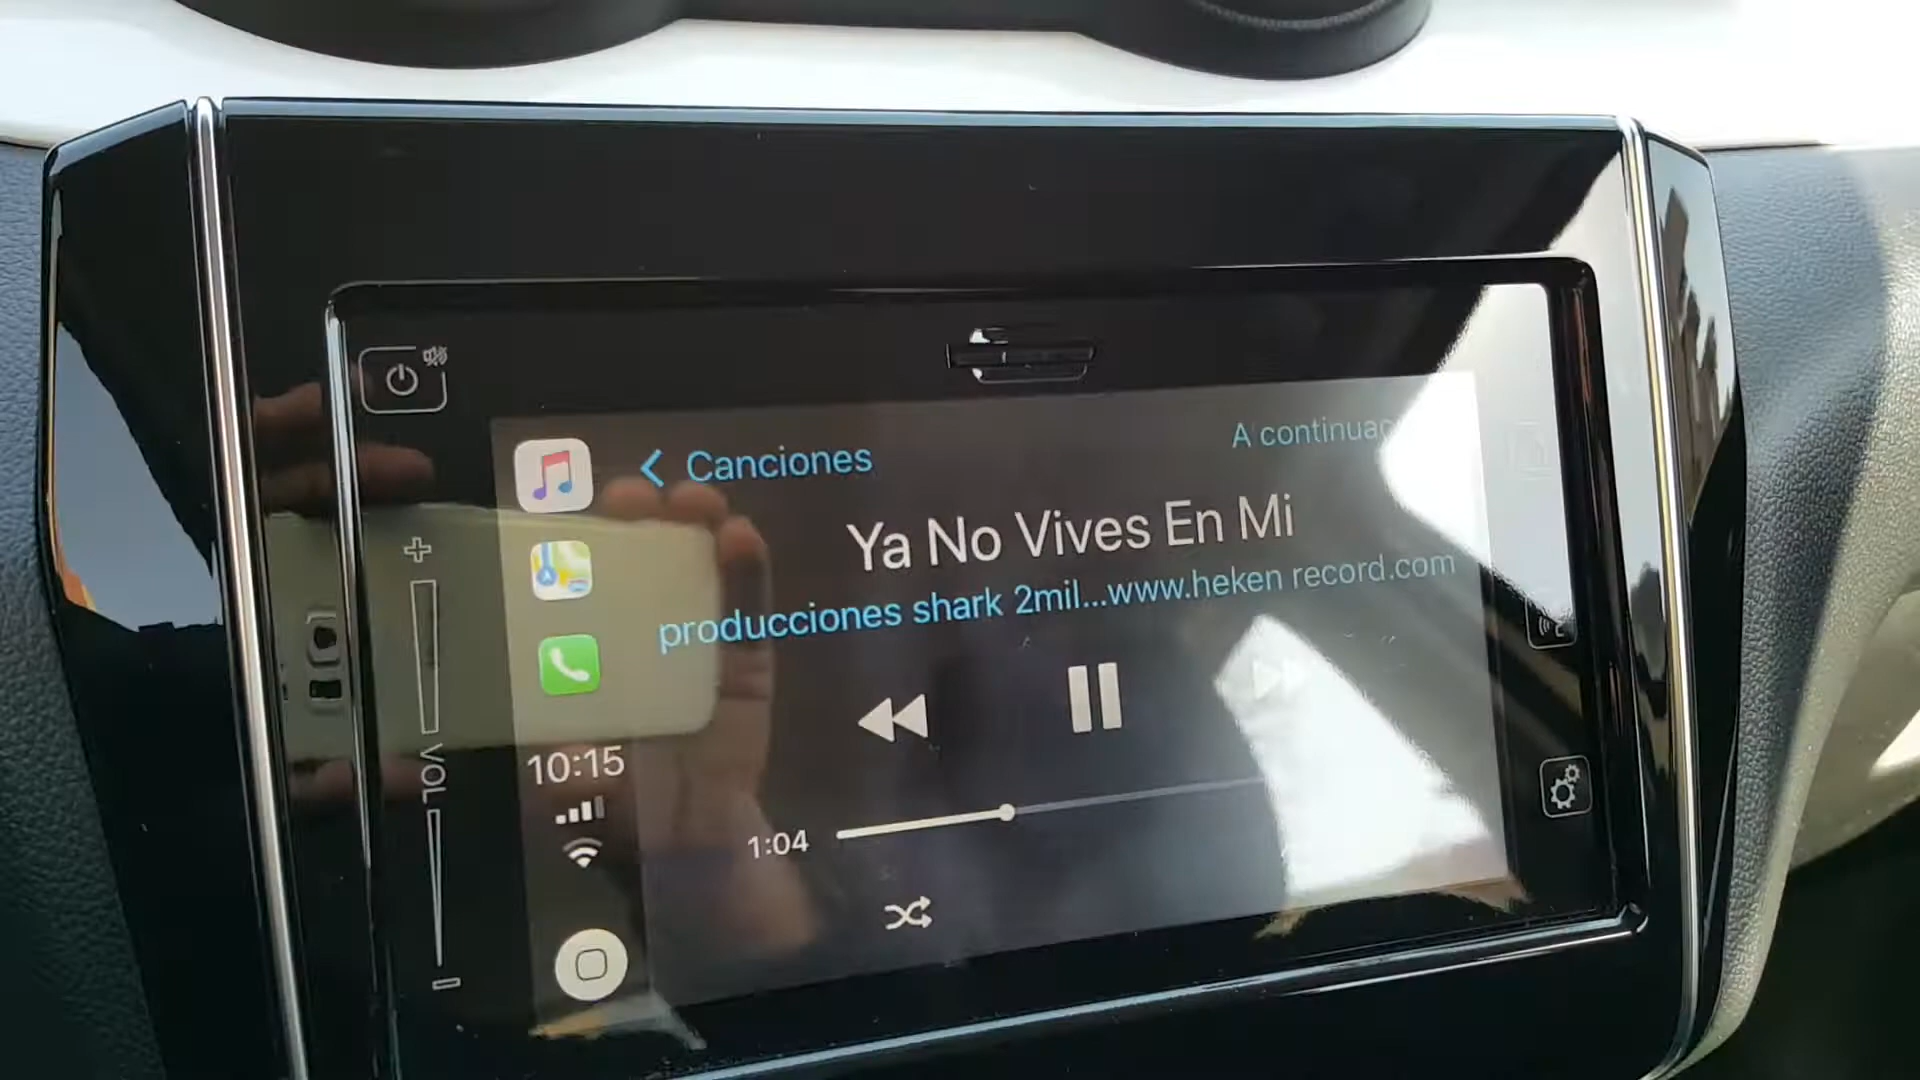 Canciones
A continuac
Ya No Vives En Mi
producciones shark 2mil...www.heken record.com
VOL
10:15
1:04